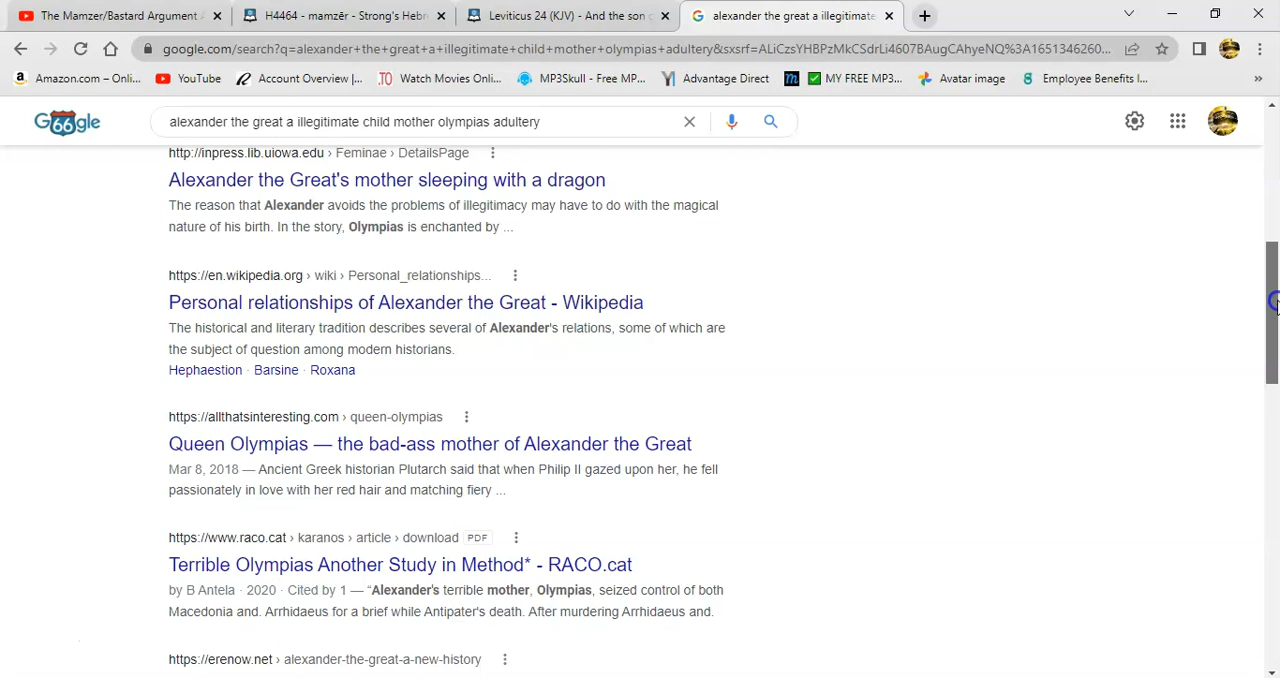 The Mamzer/Bastard Argument
H4464 - mamzêr - Strong's Hebr
Leviticus 24 (KJV) - And the son
alexander the great a illegitimate
google.com/search?q=alexander+the+great+a+illegitimate+child+mother+olympias+adultery&sxsrf=ALiCzsYHBPzMkCSdrLi4607BAugCAhyeNQ%3A1651346260...
Amazon.com – Onli...
YouTube
Account Overview |...
Watch Movies Onli...
MP3Skull - Free MP...
Advantage Direct
MY FREE MP3...
Avatar image
Employee Benefits I...
»
G66gle
alexander the great a illegitimate child mother olympias adultery
http://inpress.lib.uiowa.edu › Feminae › DetailsPage
Alexander the Great's mother sleeping with a dragon
The reason that Alexander avoids the problems of illegitimacy may have to do with the magical
nature of his birth. In the story, Olympias is enchanted by ...
https://en.wikipedia.org › wiki › Personal_relationships...
Personal relationships of Alexander the Great - Wikipedia
The historical and literary tradition describes several of Alexander's relations, some of which are
the subject of question among modern historians.
Hephaestion · Barsine · Roxana
https://allthatsinteresting.com › queen-olympias
Queen Olympias — the bad-ass mother of Alexander the Great
Mar 8, 2018 — Ancient Greek historian Plutarch said that when Philip II gazed upon her, he fell
passionately in love with her red hair and matching fiery ...
https://www.raco.cat › karanos › article › download PDF
Terrible Olympias Another Study in Method* - RACO.cat
by B Antela · 2020 · Cited by 1 — “Alexander's terrible mother, Olympias, seized control of both
Macedonia and. Arrhidaeus for a brief while Antipater's death. After murdering Arrhidaeus and.
https://erenow.net › alexander-the-great-a-new-history